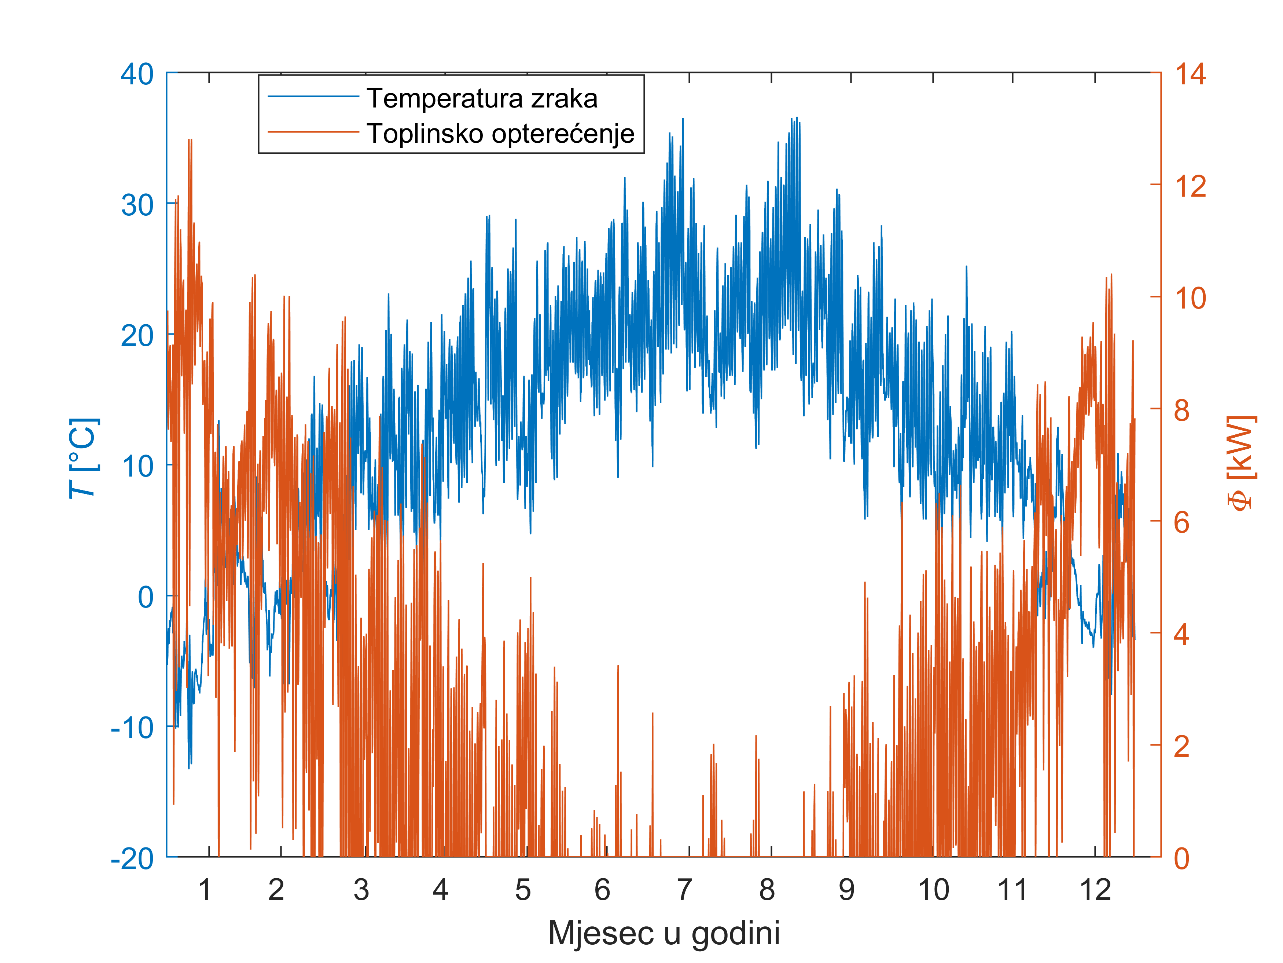 Temperatura zraka
Toplinsko opterećenje
40
30
20
10
0
-10
-20
T [°C]
14
12
10
8
6
4
2
0
Φ [kW]
1 2 3 4 5 6 7 8 9 10 11 12
Mjesec u godini